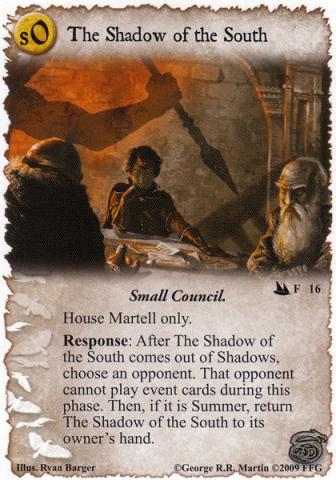 s0
The Shadow of the South
F 16
Small Council.
House Martell only.
Response: After The Shadow of
the South comes out of Shadows,
choose an opponent. That opponent
cannot play event cards during this
phase. Then, if it is Summer, return
The Shadow of the South to its
owner's hand.
Illus. Ryan Barger
©George R.R. Martin ©2009 FFG